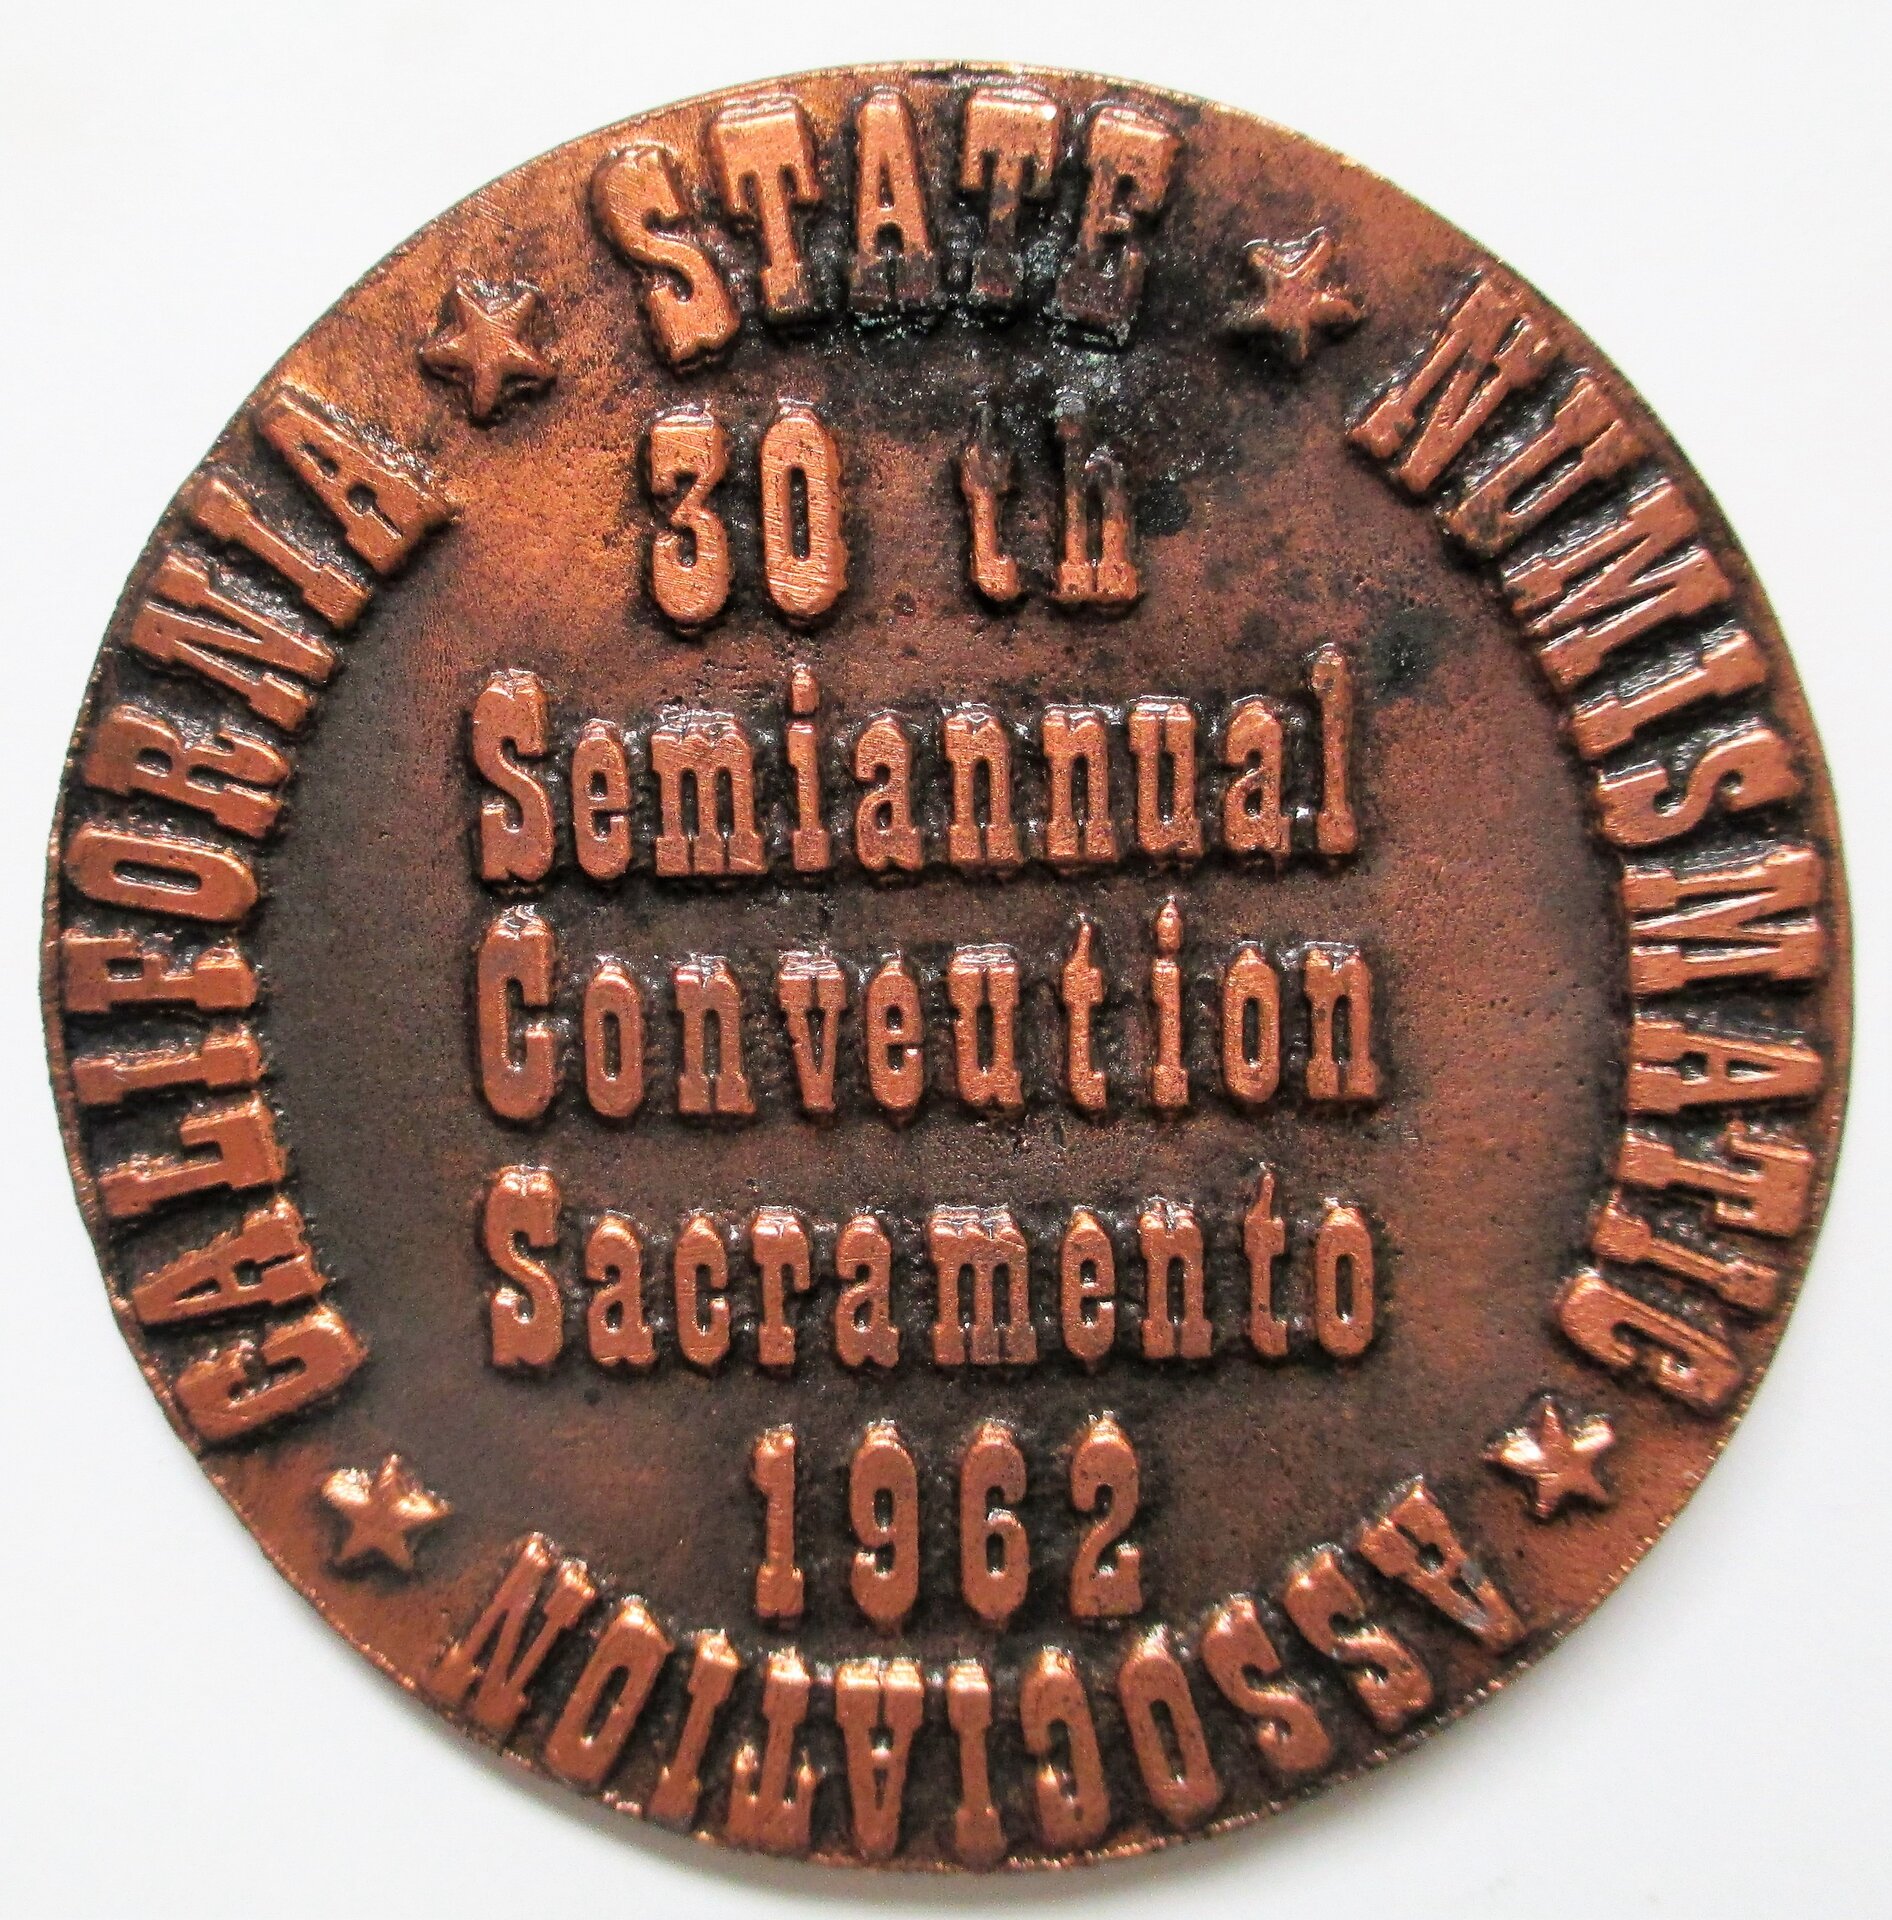 CALIFORNIA ★ STATE ★ NUMISMATIC ★ ASSOCIATION ★
30 th
Semiannual
Conveution
Sacramento
1962